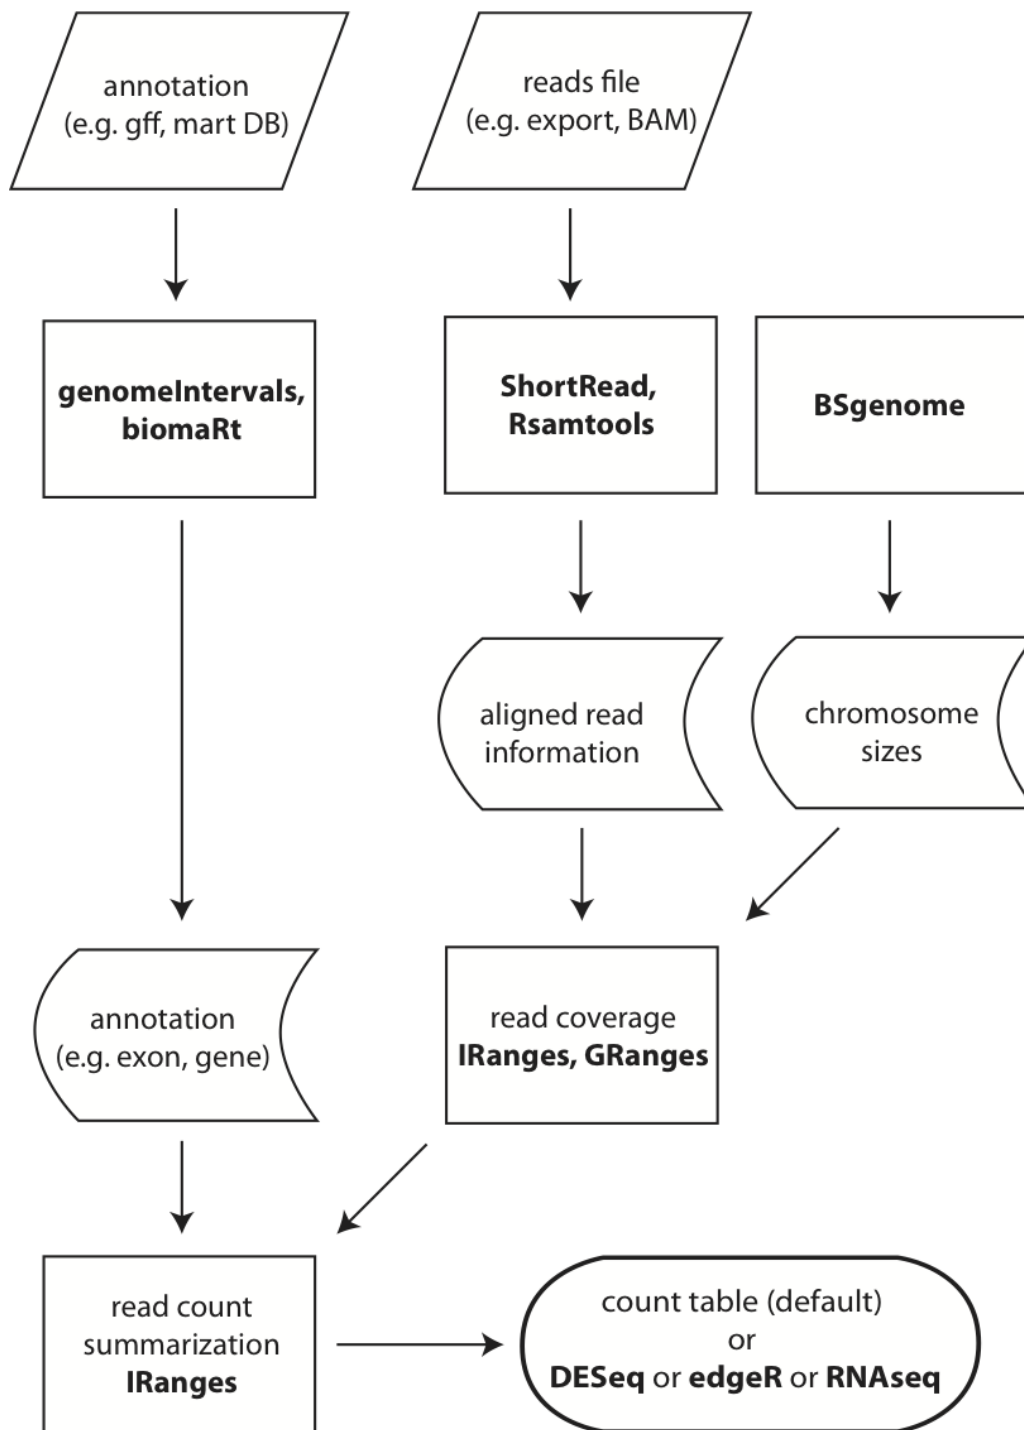 annotation
(e.g. gff, mart DB)
reads file
(e.g. export, BAM)
genomeIntervals,
biomaRt
ShortRead,
Rsamtools
BSgenome
aligned read
information
chromosome
sizes
annotation
(e.g. exon, gene)
read coverage
IRanges, GRanges
read count
summarization
IRanges
count table (default)
or
DESeq or edgeR or RNAseq